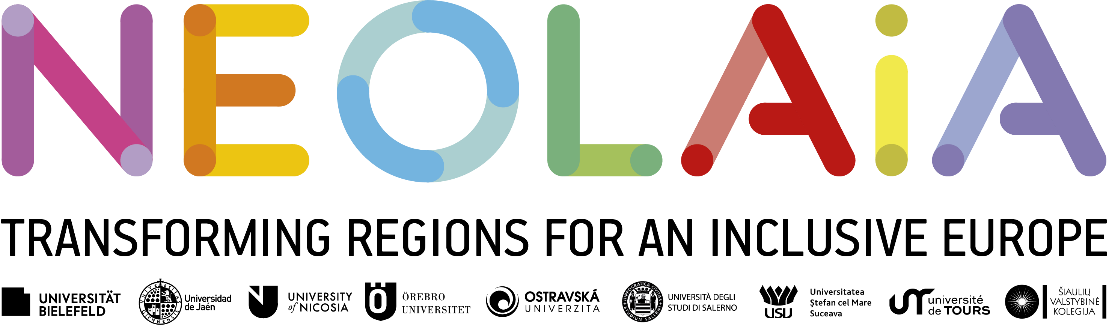 NEOLAiA
TRANSFORMING REGIONS FOR AN INCLUSIVE EUROPE
UNIVERSITÄT
BIELEFELD
Universidad
de Jaén
UNIVERSITY
of NICOSIA
ÖREBRO
UNIVERSITET
OSTRAVSKÁ
UNIVERZITA
UNIVERSITÀ DEGLI
STUDI DI SALERNO
USU
Universitatea
Ștefan cel Mare
Suceava
université
de TOURS
ŠIAULIŲ
VALSTYBINĖ
KOLEGIJA